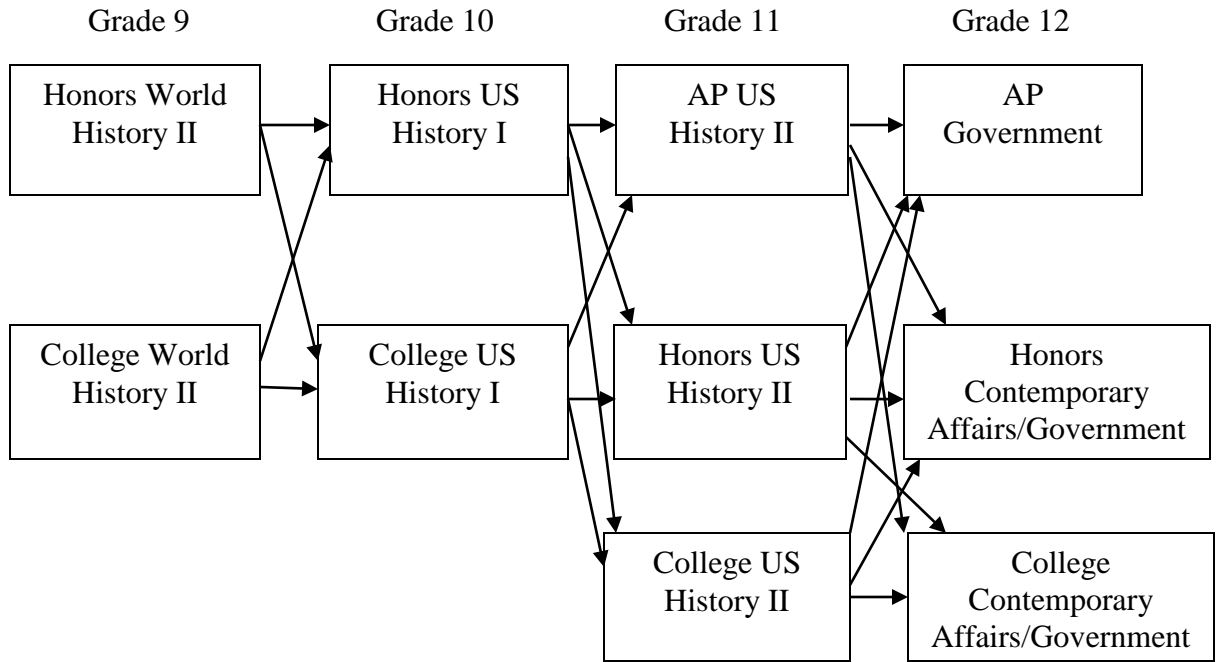 Grade 9 Grade 10 Grade 11 Grade 12
Honors World
History II
Honors US
History I
AP US
History II
AP
Government
College World
History II
College US
History I
Honors US
History II
Honors
Contemporary
Affairs/Government
College US
History II
College
Contemporary
Affairs/Government